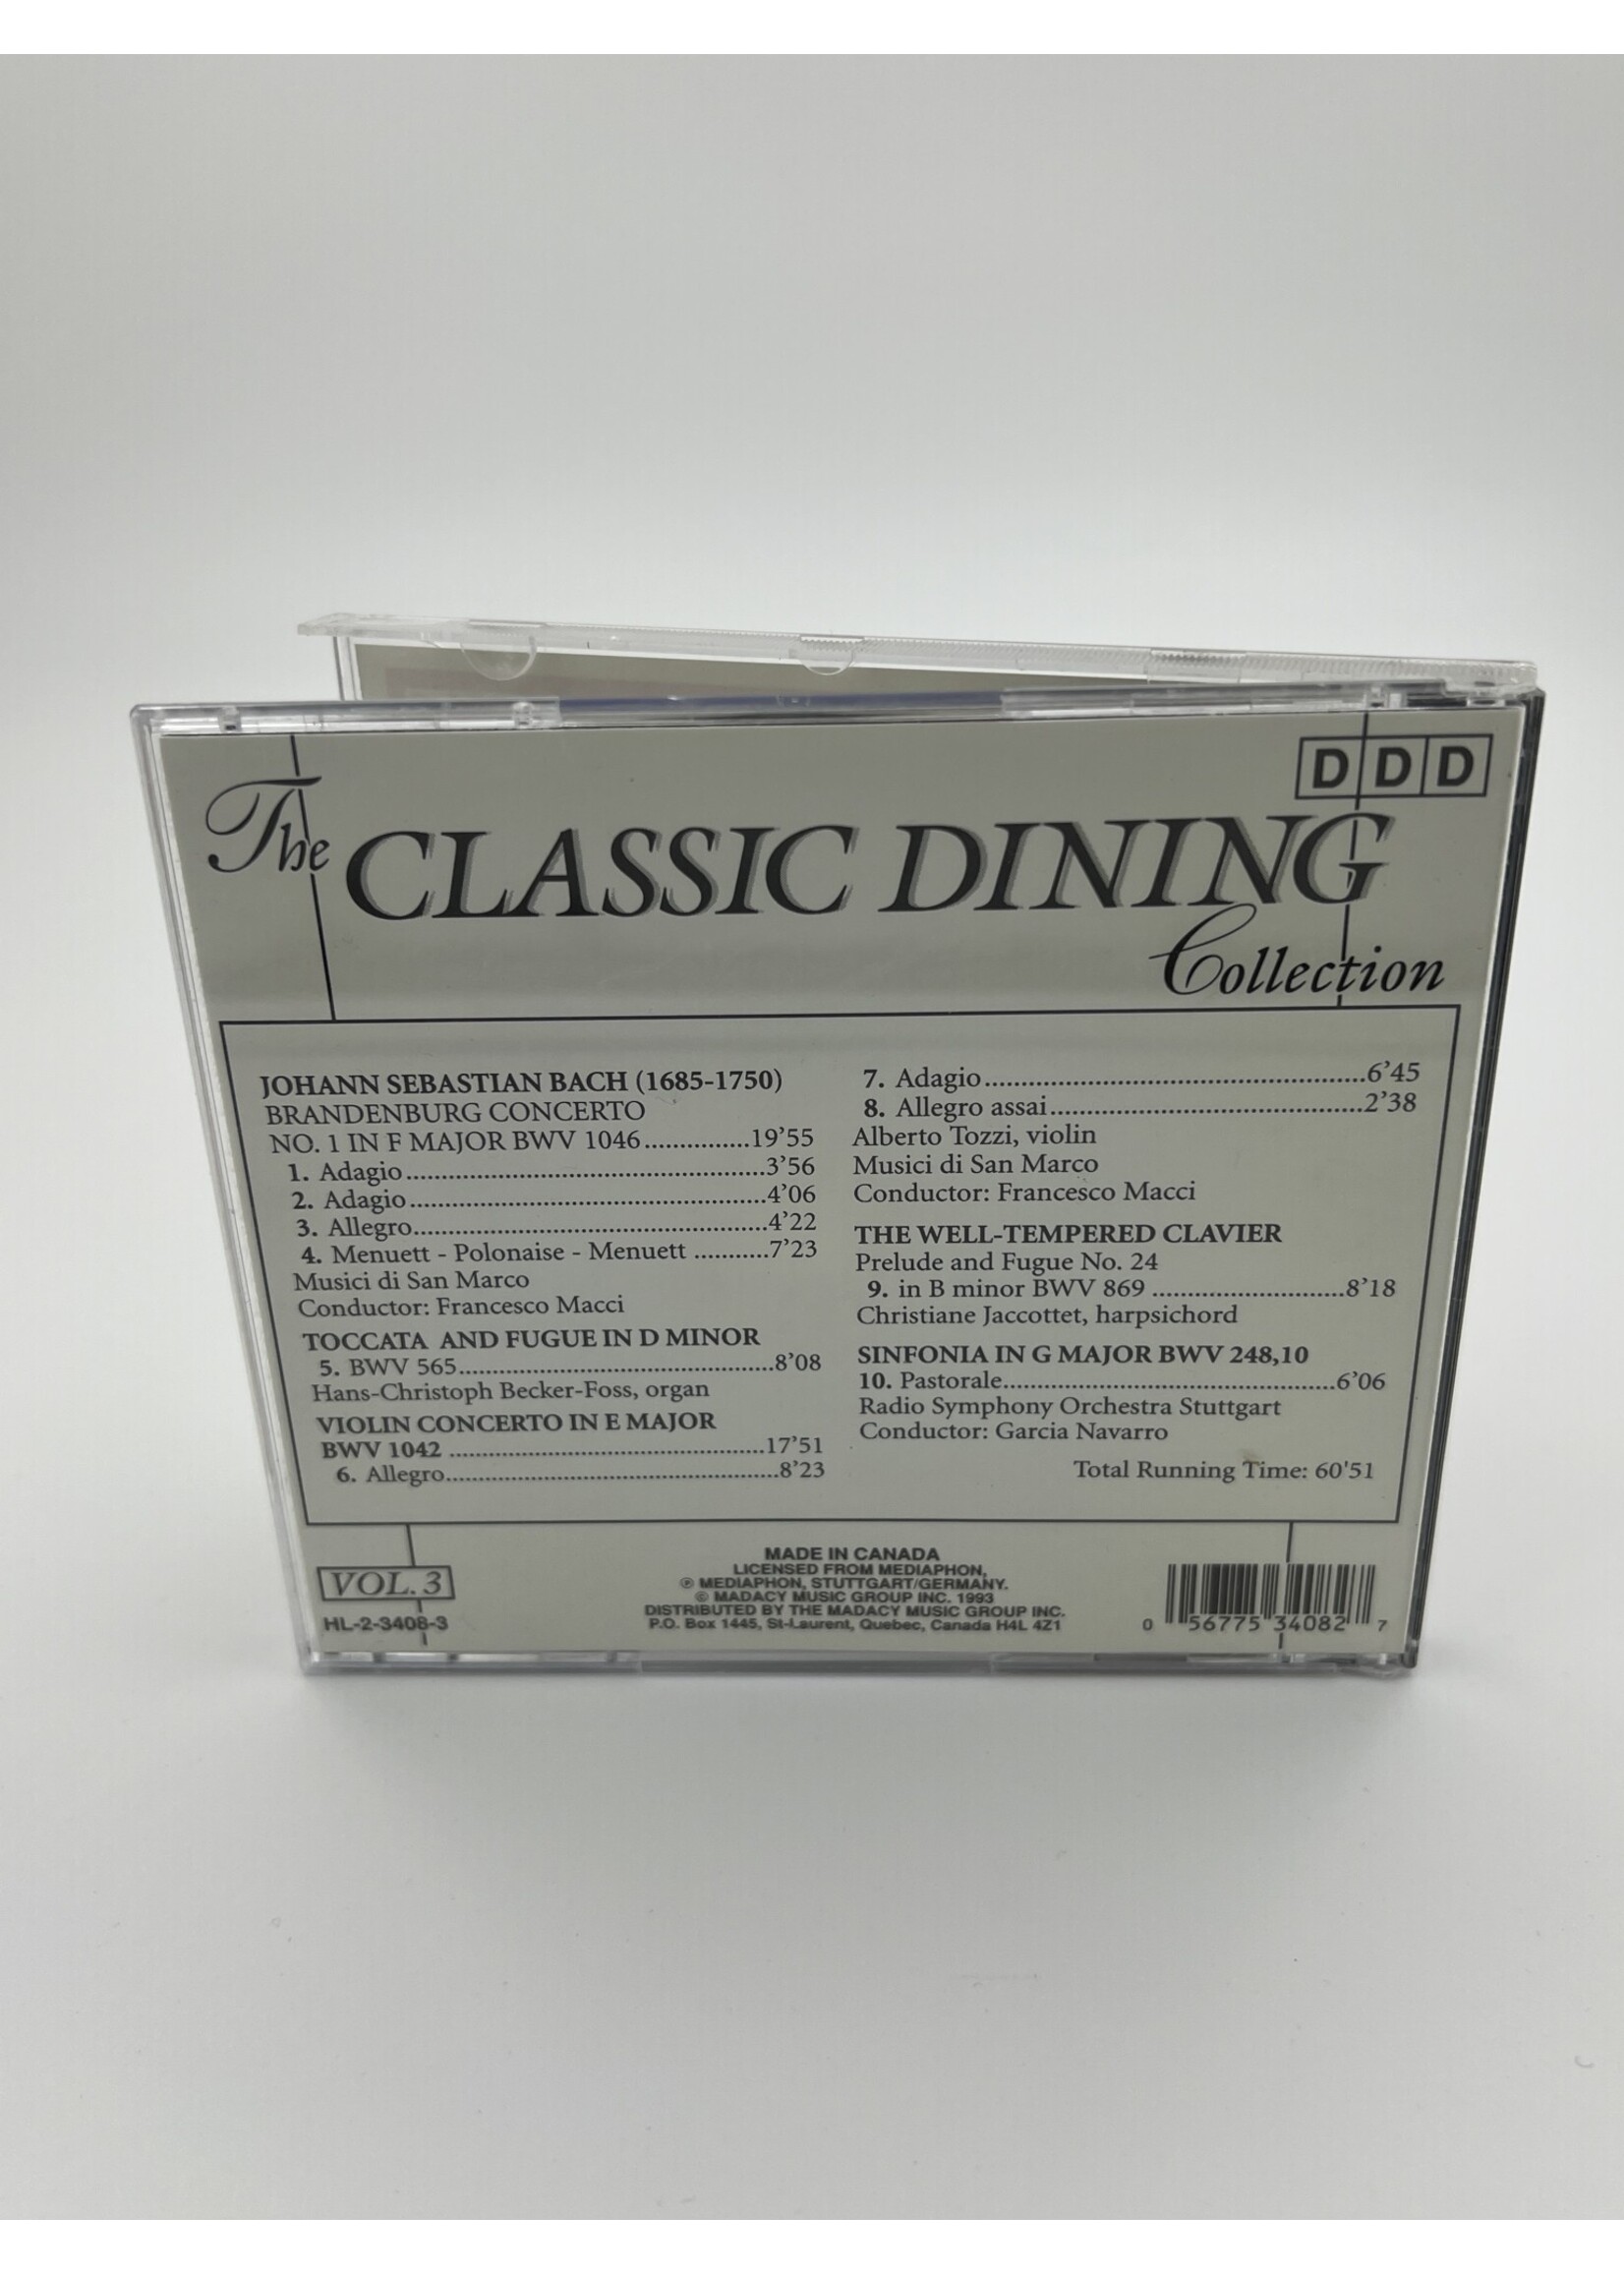 DDD
The CLASSIC DINING
Collection
JOHANN SEBASTIAN BACH (1685-1750)
BRANDENBURG CONCERTO
NO. 1 IN F MAJOR BWV 1046...............19'55
1. Adagio...................................................3'56
2. Adagio...................................................4'06
3. Allegro..................................................4'22
4. Menuett - Polonaise - Menuett ...........7'23
Musici di San Marco
Conductor: Francesco Macci
TOCCATA AND FUGUE IN D MINOR
5. BWV 565.............................................8'08
Hans-Christoph Becker-Foss, organ
VIOLIN CONCERTO IN E MAJOR
BWV 1042 .............................................17'51
6. Allegro................................................8'23
7. Adagio...................................................6'45
8. Allegro assai..........................................2'38
Alberto Tozzi, violin
Musici di San Marco
Conductor: Francesco Macci
THE WELL-TEMPERED CLAVIER
Prelude and Fugue No. 24
9. in B minor BWV 869 ...........................8'18
Christiane Jaccottet, harpsichord
SINFONIA IN G MAJOR BWV 248,10
10. Pastorale...............................................6'06
Radio Symphony Orchestra Stuttgart
Conductor: Garcia Navarro
Total Running Time: 60'51
VOL. 3
HL-2-3408-3
MADE IN CANADA
LICENSED FROM MEDIAPHON,
℗ MEDIAPHON, STUTTGART/GERMANY.
© MADACY MUSIC GROUP INC. 1993
DISTRIBUTED BY THE MADACY MUSIC GROUP INC.
P.O. Box 1445, St-Laurent, Quebec, Canada H4L 4Z1
0 56775 34082 7